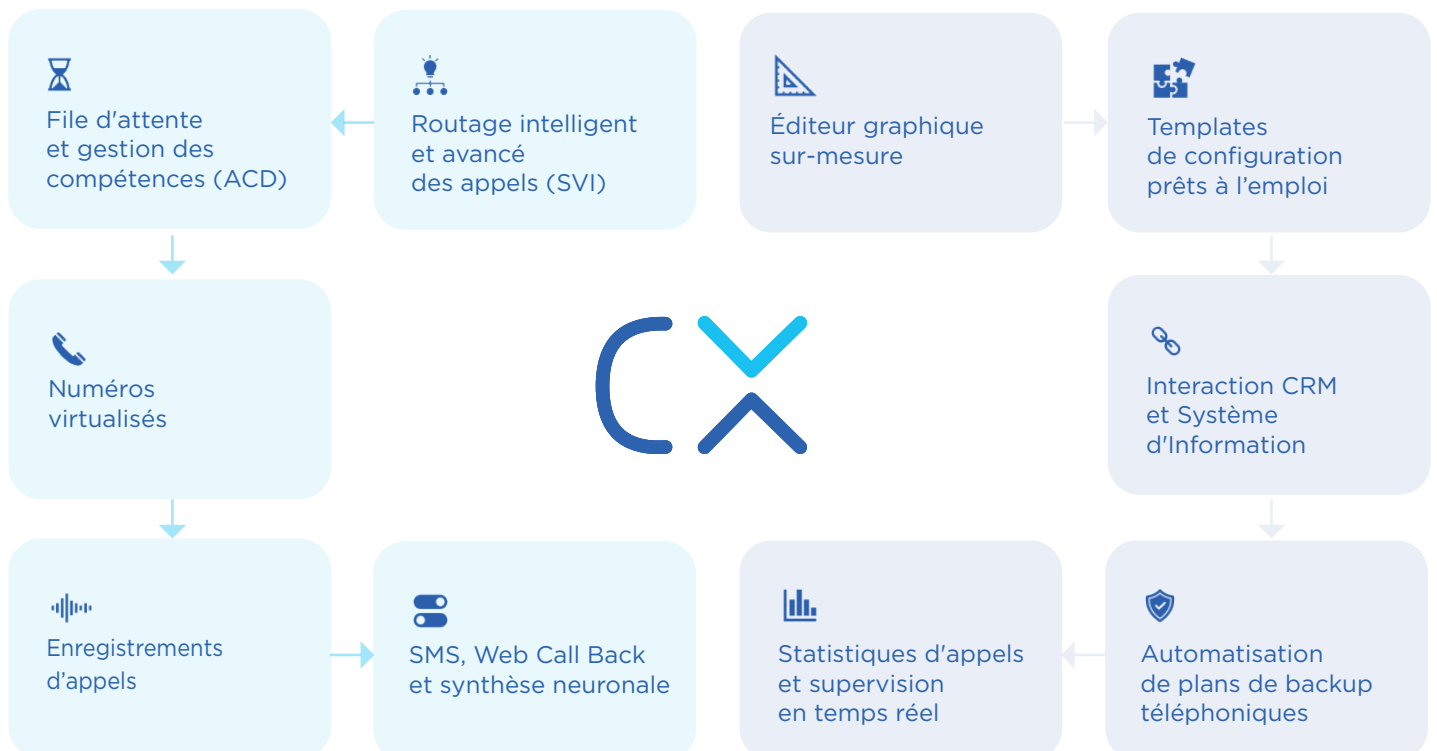 File d'attente
et gestion des
compétences (ACD)
Routage intelligent
et avancé
des appels (SVI)
Éditeur graphique
sur-mesure
Templates
de configuration
prêts à l’emploi
Numéros
virtualisés
CX
Interaction CRM
et Système
d'Information
Enregistrements
d’appels
SMS, Web Call Back
et synthèse neuronale
Statistiques d'appels
et supervision
en temps réel
Automatisation
de plans de backup
téléphoniques